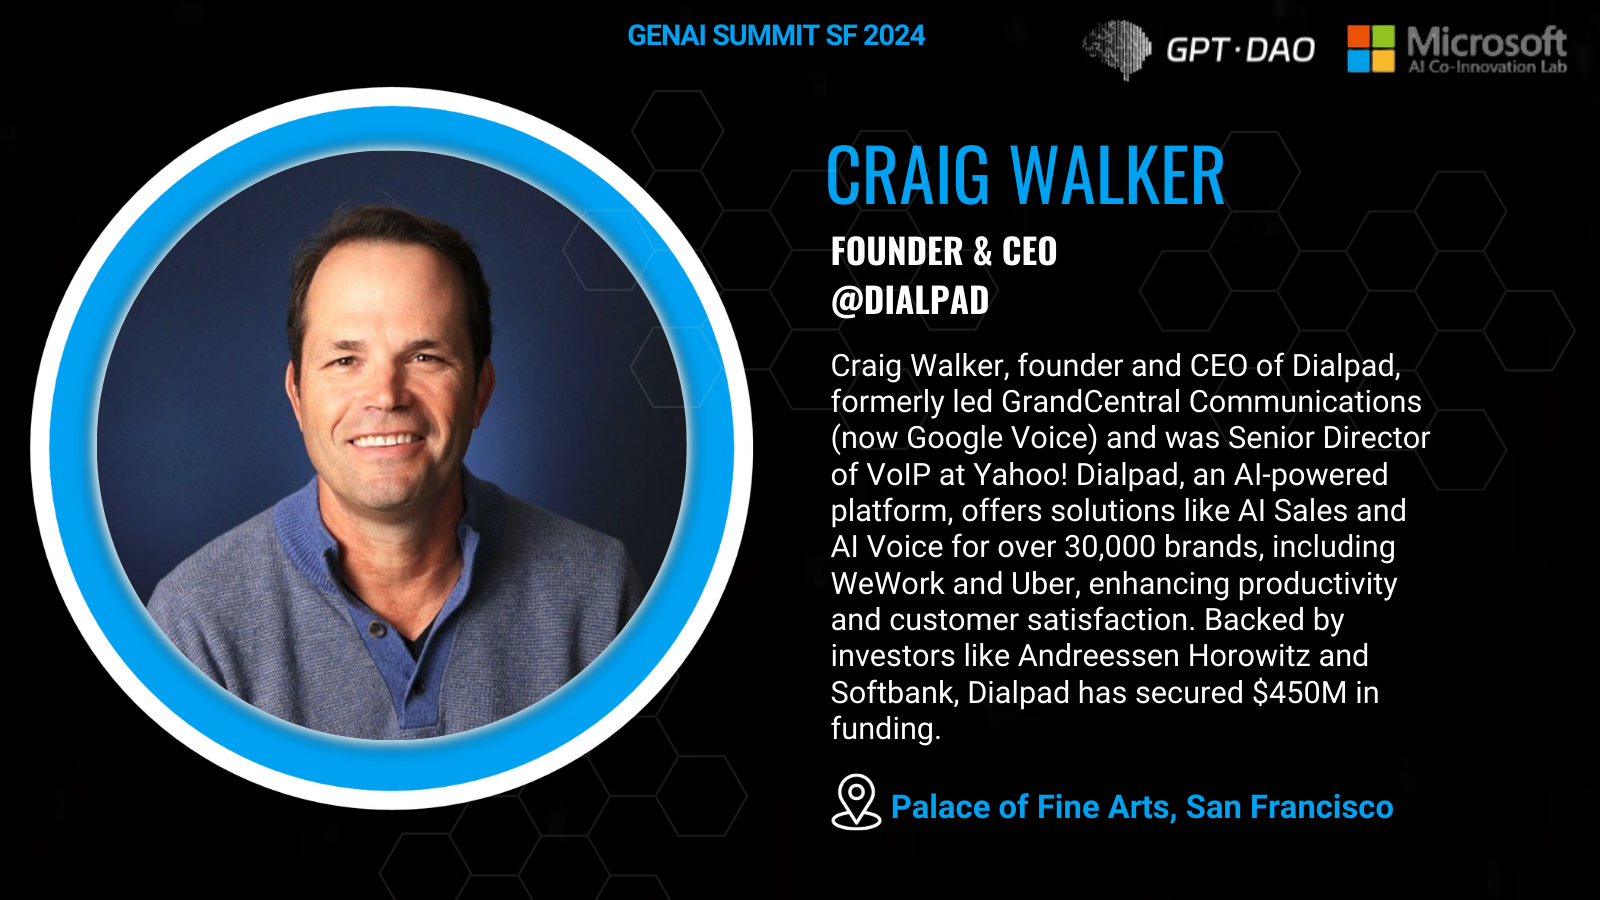 GENAI SUMMIT SF 2024
GPT·DAO
Microsoft
AI Co-Innovation Lab
CRAIG WALKER
FOUNDER & CEO
@DIALPAD
Craig Walker, founder and CEO of Dialpad,
formerly led GrandCentral Communications
(now Google Voice) and was Senior Director
of VoIP at Yahoo! Dialpad, an AI-powered
platform, offers solutions like AI Sales and
AI Voice for over 30,000 brands, including
WeWork and Uber, enhancing productivity
and customer satisfaction. Backed by
investors like Andreessen Horowitz and
Softbank, Dialpad has secured $450M in
funding.
Palace of Fine Arts, San Francisco